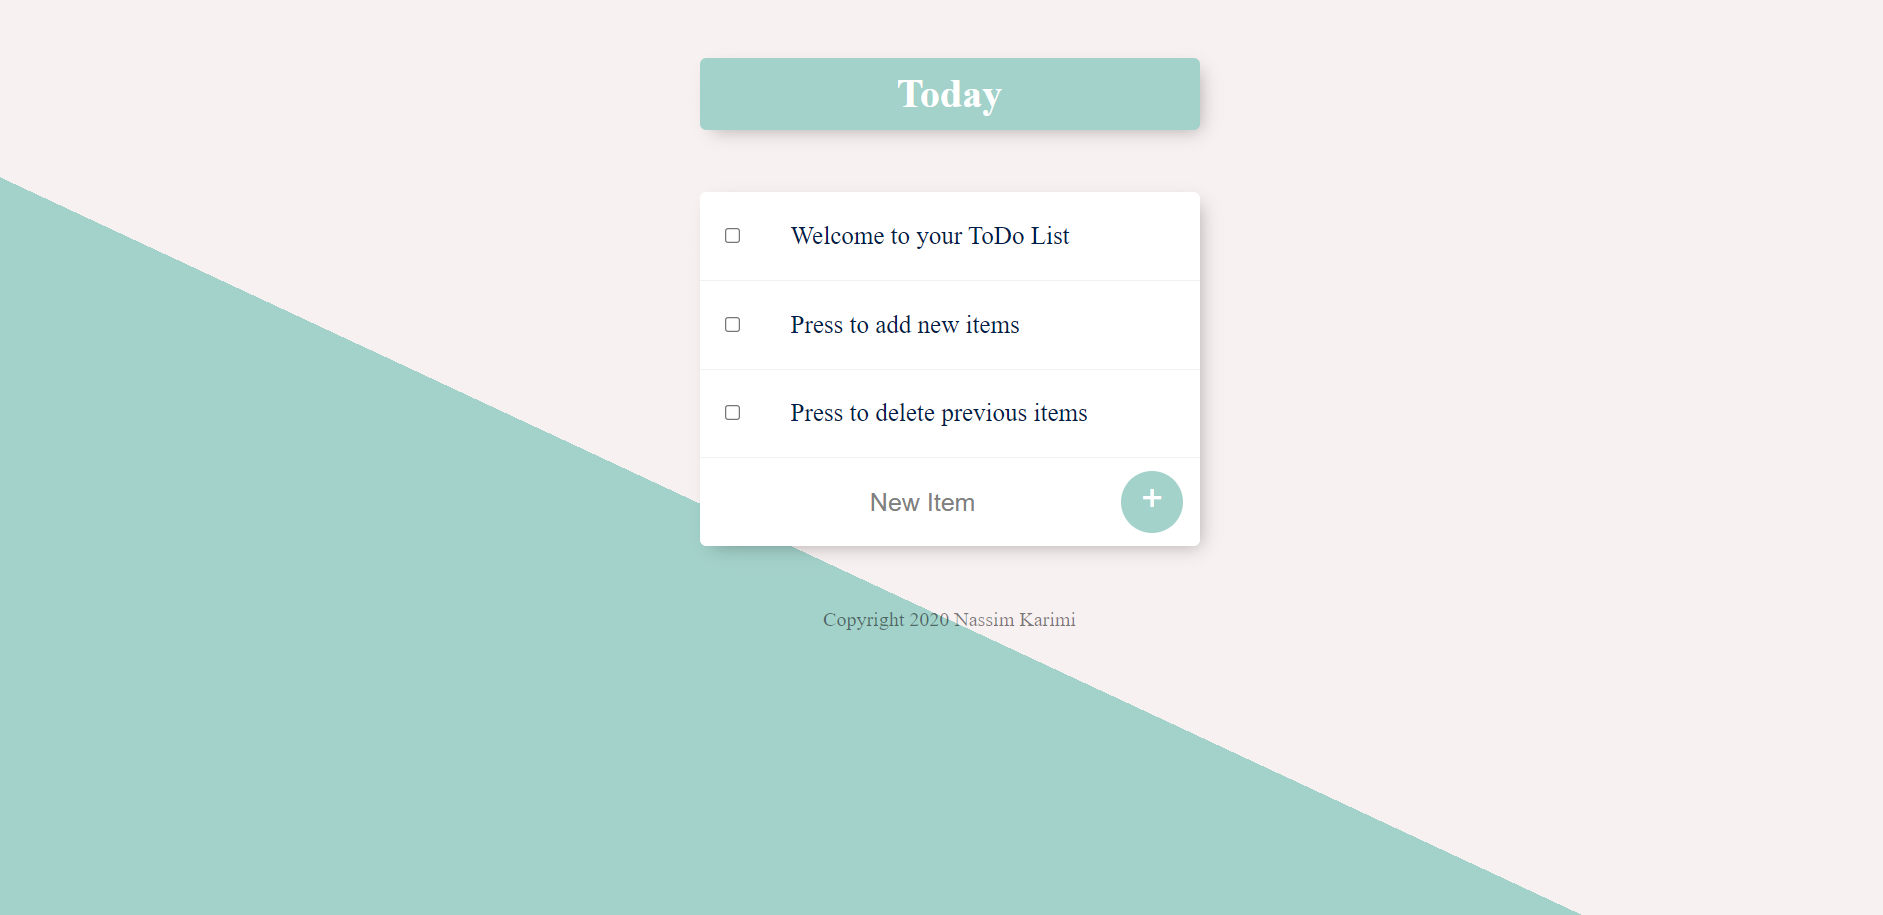 Today
Welcome to your ToDo List
Press to add new items
Press to delete previous items
New Item
+
Copyright 2020 Nassim Karimi